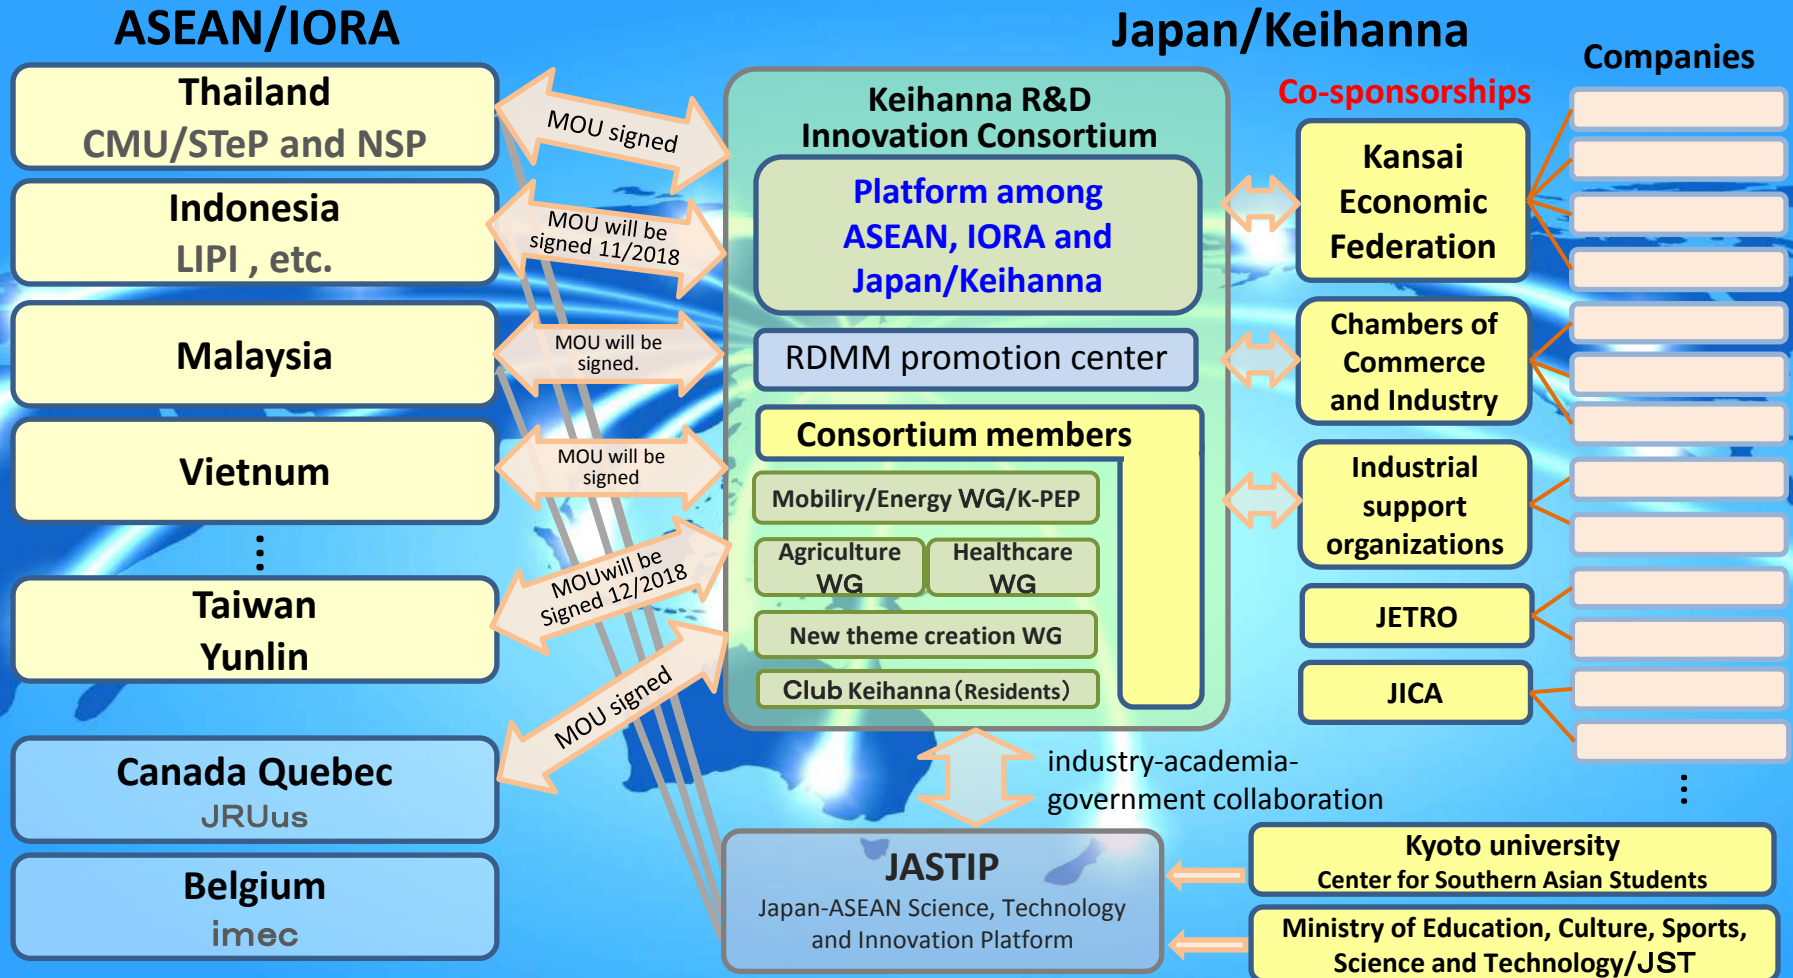 ASEAN/IORA
Thailand
CMU/STeP and NSP
Indonesia
LIPI , etc.
Malaysia
Vietnum
⋮
Taiwan
Yunlin
Canada Quebec
JRUus
Belgium
imec
MOU signed
MOU will be
signed 11/2018
MOU will be
signed.
MOU will be
signed
MOUwill be
Signed 12/2018
MOU signed
Japan/Keihanna
Keihanna R&D
Innovation Consortium
Platform among
ASEAN, IORA and
Japan/Keihanna
RDMM promotion center
Consortium members
Mobiliry/Energy WG/K-PEP
Agriculture
WG
Healthcare
WG
New theme creation WG
Club Keihanna（Residents）
industry-academia-
government collaboration
JASTIP
Japan-ASEAN Science, Technology
and Innovation Platform
Co-sponsorships
Kansai
Economic
Federation
Chambers of
Commerce
and Industry
Industrial
support
organizations
JETRO
JICA
Companies
⋮
Kyoto university
Center for Southern Asian Students
Ministry of Education, Culture, Sports,
Science and Technology/JST